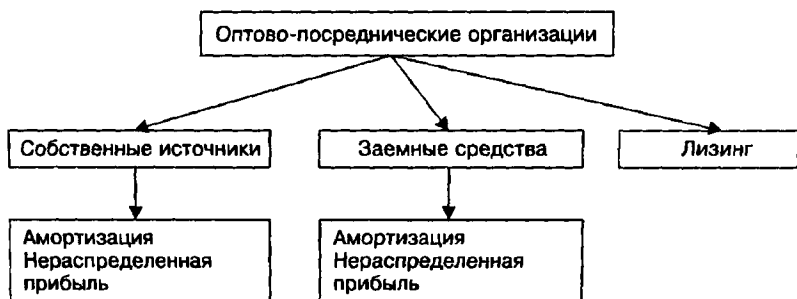 Оптово-посреднические организации
Собственные источники
Заемные средства
Лизинг
Амортизация
Нераспределенная
прибыль
Амортизация
Нераспределенная
прибыль